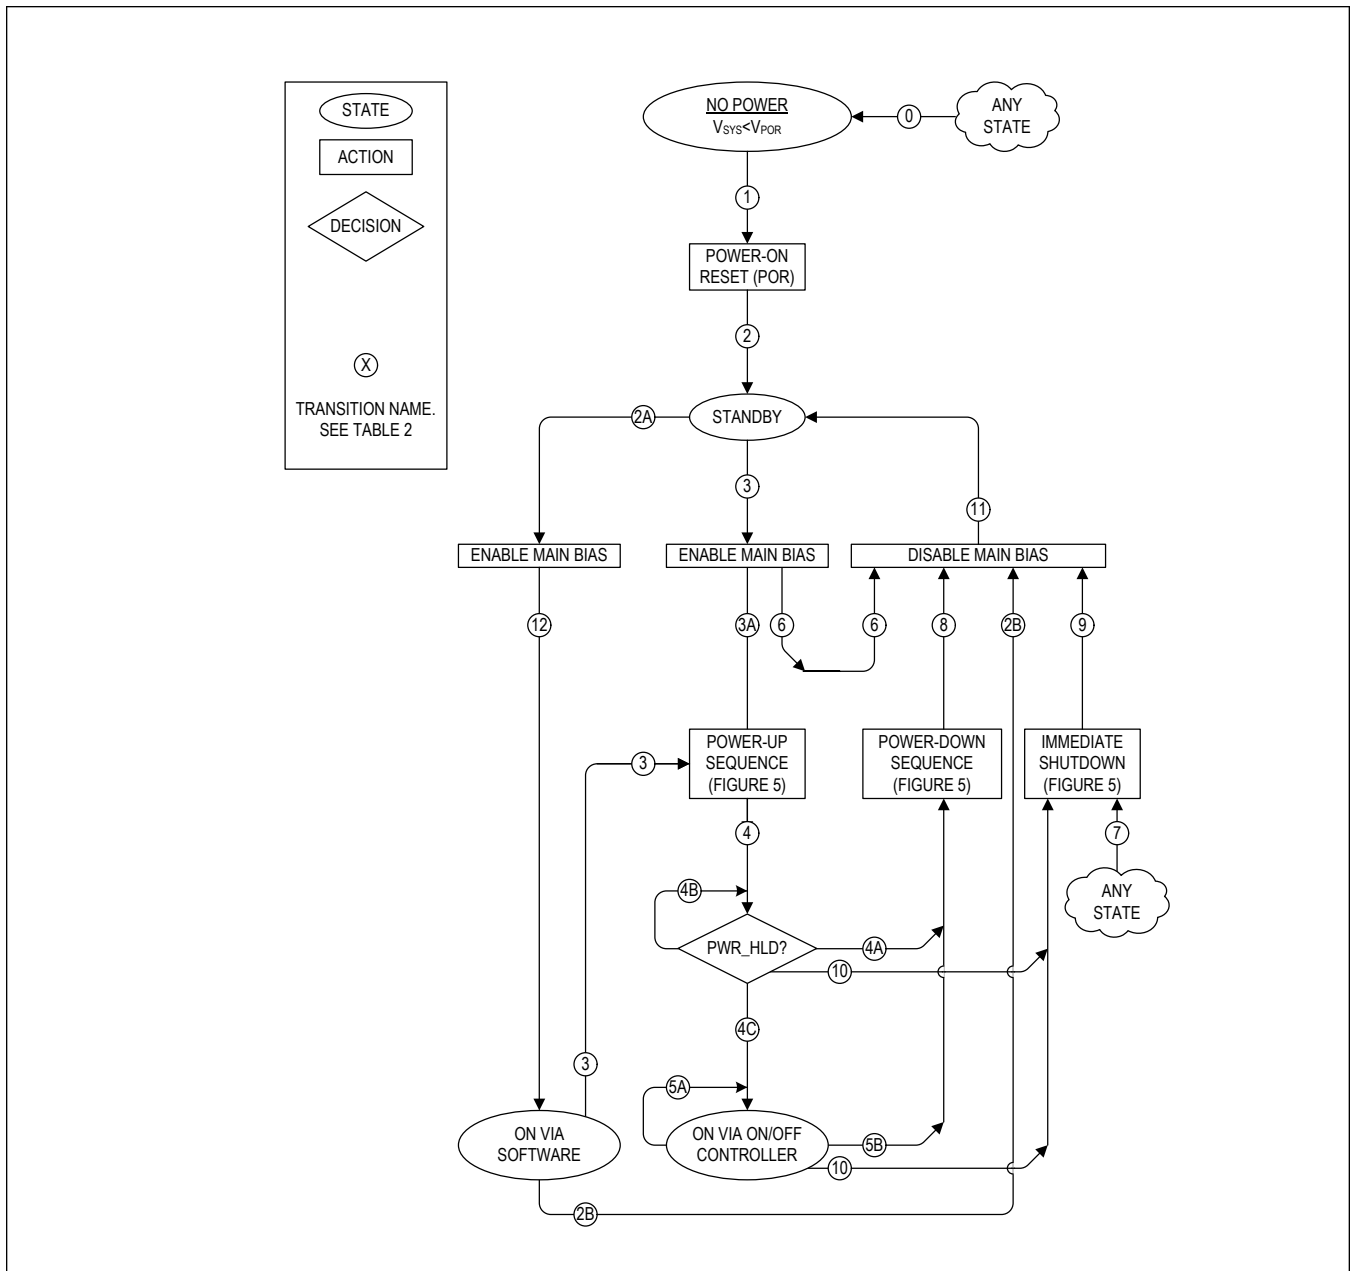 STATE
ACTION
DECISION
X
TRANSITION NAME.
SEE TABLE 2
NO POWER
VSYS<VPOR
0
ANY
STATE
1
POWER-ON
RESET (POR)
2
2A
STANDBY
3
11
ENABLE MAIN BIAS
ENABLE MAIN BIAS
DISABLE MAIN BIAS
12
3A
6
6
8
2B
9
POWER-UP
SEQUENCE
(FIGURE 5)
POWER-DOWN
SEQUENCE
(FIGURE 5)
IMMEDIATE
SHUTDOWN
(FIGURE 5)
3
4
7
ANY
STATE
4B
PWR_HLD?
4A
10
4C
3
5A
ON VIA
SOFTWARE
ON VIA ON/OFF
CONTROLLER
5B
10
2B